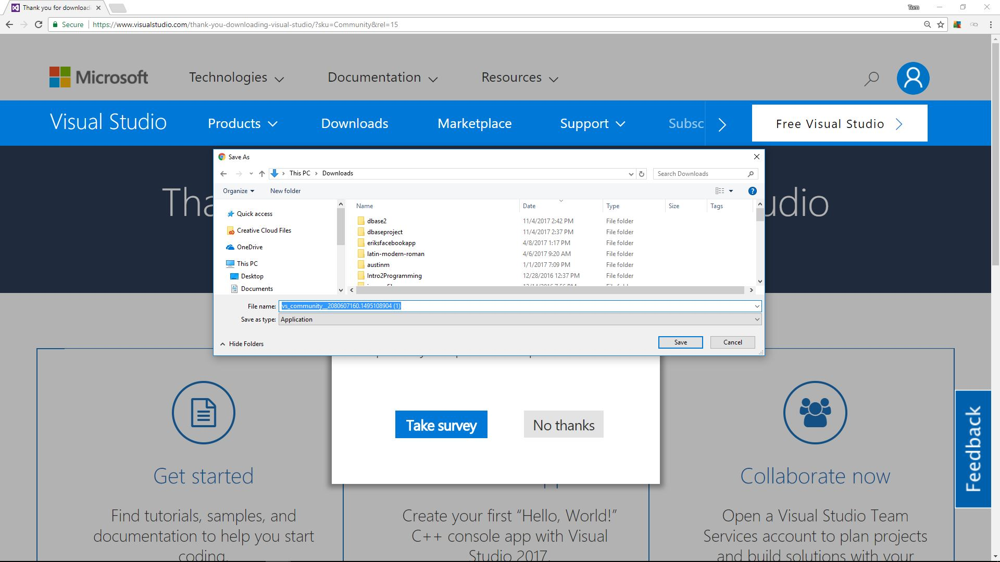 Thank you for downloadi
Tom
Secure
https://www.visualstudio.com/thank-you-downloading-visual-studio/?sku=Community&rel=15
Microsoft
Technologies
Documentation
Resources
Visual Studio
Products
Downloads
Marketplace
Support
Subsc
Free Visual Studio
Tha
udio
Save As
This PC
Downloads
Search Downloads
Organize
New folder
Name
Date
Type
Size
Tags
Quick access
Creative Cloud Files
OneDrive
This PC
Desktop
Documents
dbase2 11/4/2017 2:42 PM File folder
dbaseproject 11/4/2017 2:37 PM File folder
eriksfacebookapp 4/8/2017 1:17 PM File folder
latin-modern-roman 4/6/2017 9:20 AM File folder
austinm 1/1/2017 7:09 PM File folder
Intro2Programming 12/28/2016 12:37 PM File folder
File name: vs_community__2080607160.1495108904 (1)
Save as type: Application
Hide Folders
Save
Cancel
Take survey
No thanks
Feedback
Get started
Find tutorials, samples, and
documentation to help you start
coding.
Create your first “Hello, World!”
C++ console app with Visual
Studio 2017.
Collaborate now
Open a Visual Studio Team
Services account to plan projects
and build solutions with your